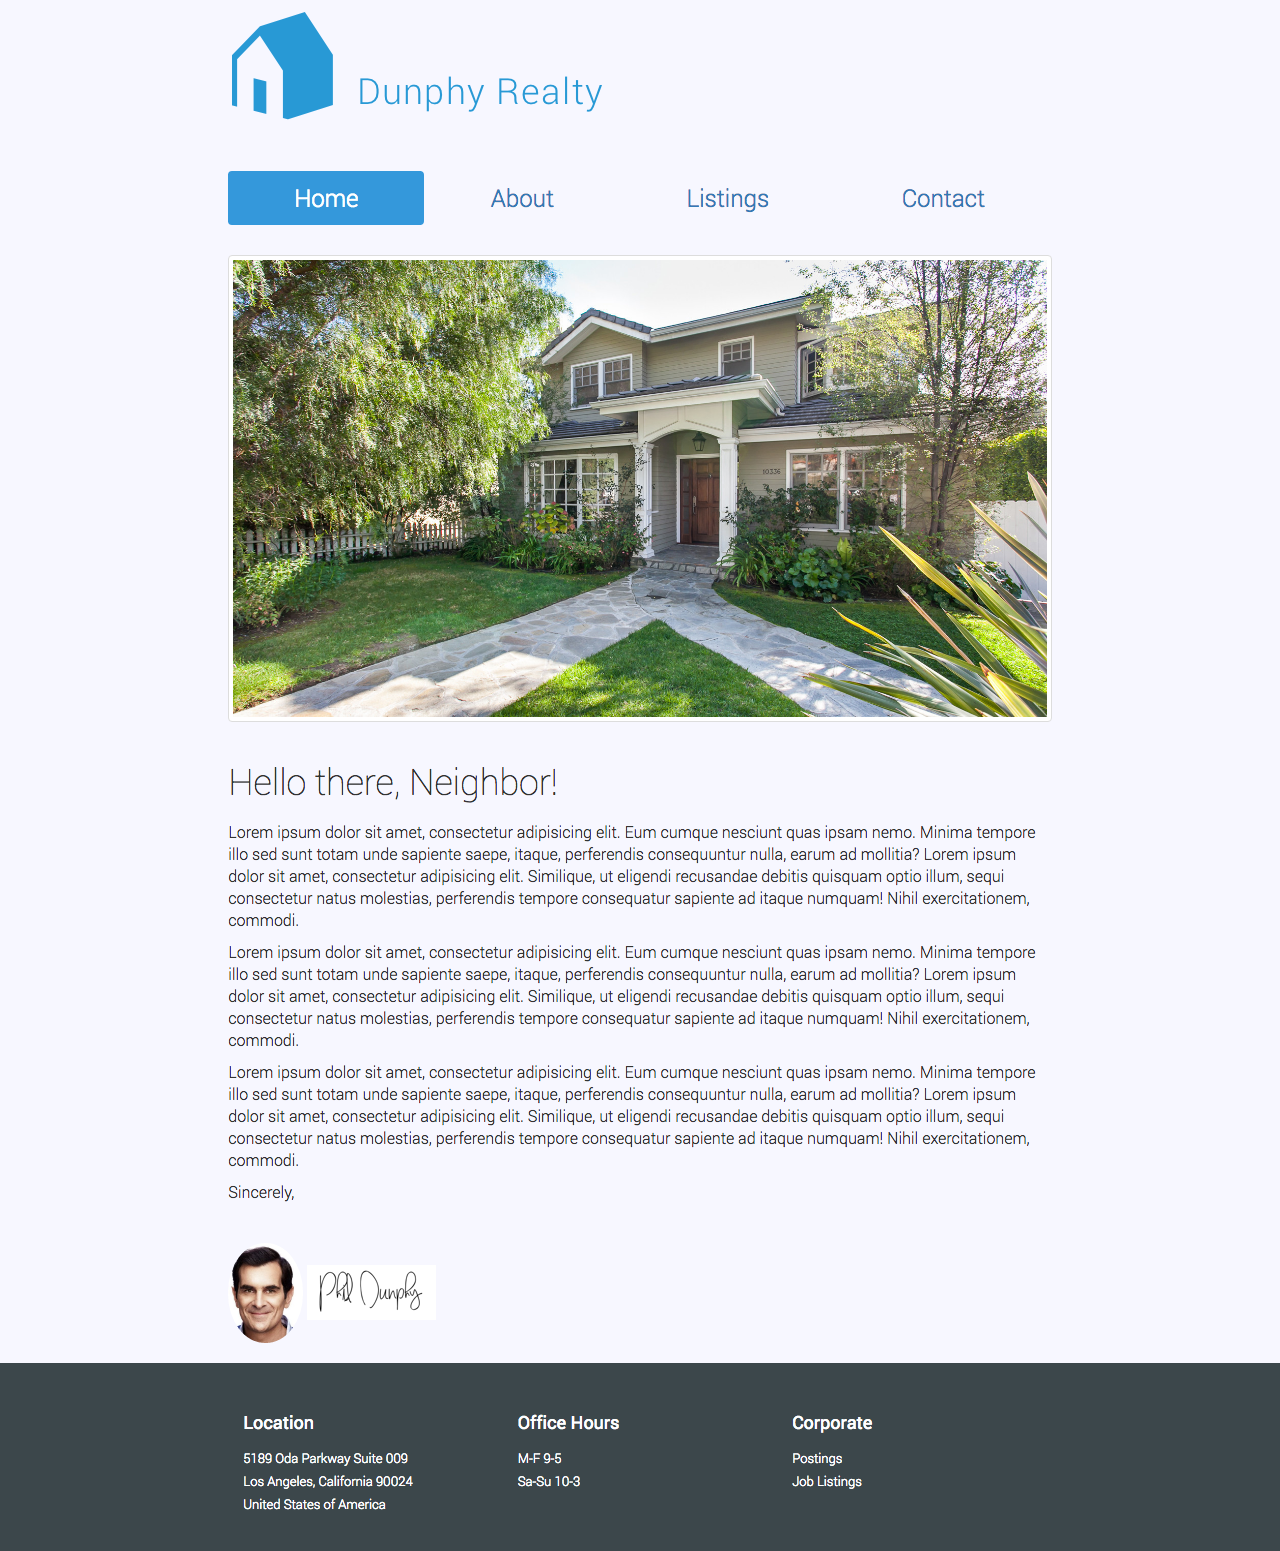 Dunphy Realty
Home
About
Listings
Contact
10336
Hello there, Neighbor!
Lorem ipsum dolor sit amet, consectetur adipisicing elit. Eum cumque nesciunt quas ipsam nemo. Minima tempore
illo sed sunt totam unde sapiente saepe, itaque, perferendis consequuntur nulla, earum ad mollitia? Lorem ipsum
dolor sit amet, consectetur adipisicing elit. Similique, ut eligendi recusandae debitis quisquam optio illum, sequi
consectetur natus molestias, perferendis tempore consequatur sapiente ad itaque numquam! Nihil exercitationem,
commodi.
Lorem ipsum dolor sit amet, consectetur adipisicing elit. Eum cumque nesciunt quas ipsam nemo. Minima tempore
illo sed sunt totam unde sapiente saepe, itaque, perferendis consequuntur nulla, earum ad mollitia? Lorem ipsum
dolor sit amet, consectetur adipisicing elit. Similique, ut eligendi recusandae debitis quisquam optio illum, sequi
consectetur natus molestias, perferendis tempore consequatur sapiente ad itaque numquam! Nihil exercitationem,
commodi.
Lorem ipsum dolor sit amet, consectetur adipisicing elit. Eum cumque nesciunt quas ipsam nemo. Minima tempore
illo sed sunt totam unde sapiente saepe, itaque, perferendis consequuntur nulla, earum ad mollitia? Lorem ipsum
dolor sit amet, consectetur adipisicing elit. Similique, ut eligendi recusandae debitis quisquam optio illum, sequi
consectetur natus molestias, perferendis tempore consequatur sapiente ad itaque numquam! Nihil exercitationem,
commodi.
Sincerely,
Phil Dunphy
Location
5189 Oda Parkway Suite 009
Los Angeles, California 90024
United States of America
Office Hours
M-F 9-5
Sa-Su 10-3
Corporate
Postings
Job Listings